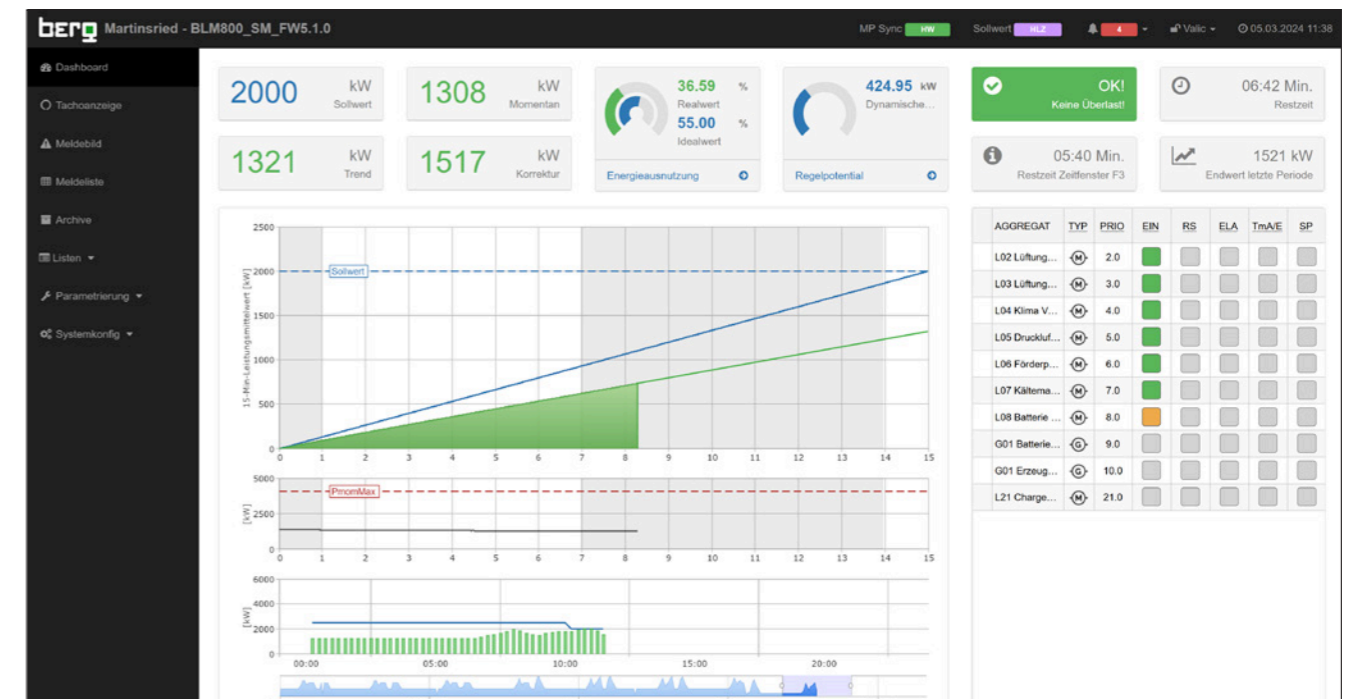 berg Martinsried - BLM800_SM_FW5.1.0
MP Sync HW Sollwert HLZ 4 Valic 05.03.2024 11:38
Dashboard
Tachoanzeige
Meldebild
Meldeliste
Archive
Listen
Parametrierung
Systemkonfig
2000 kW
Sollwert
1308 kW
Momentan
1321 kW
Trend
1517 kW
Korrektur
36.59 %
Realwert
55.00 %
Idealwert
Energieausnutzung
424.95 kW
Dynamische...
Regelpotential
OK!
Keine Überlast!
06:42 Min.
Restzeit
05:40 Min.
Restzeit Zeitfenster F3
1521 kW
Endwert letzte Periode
15-Min-Leistungsmittelwert [kW]
2500
2000
1500
1000
500
0
Sollwert
0 1 2 3 4 5 6 7 8 9 10 11 12 13 14 15
[kW]
5000
2500
0
PmomMax
0 1 2 3 4 5 6 7 8 9 10 11 12 13 14 15
[kW]
6000
4000
2000
0
00:00 05:00 10:00 15:00 20:00
AGGREGAT TYP PRIO EIN RS ELA TmA/E SP
L02 Lüftung... M 2.0
L03 Lüftung... M 3.0
L04 Klima V... M 4.0
L05 Druckluf... M 5.0
L06 Förderp... M 6.0
L07 Kältema... M 7.0
L08 Batterie ... M 8.0
G01 Batterie... G 9.0
G01 Erzeug... G 10.0
L21 Charge... M 21.0